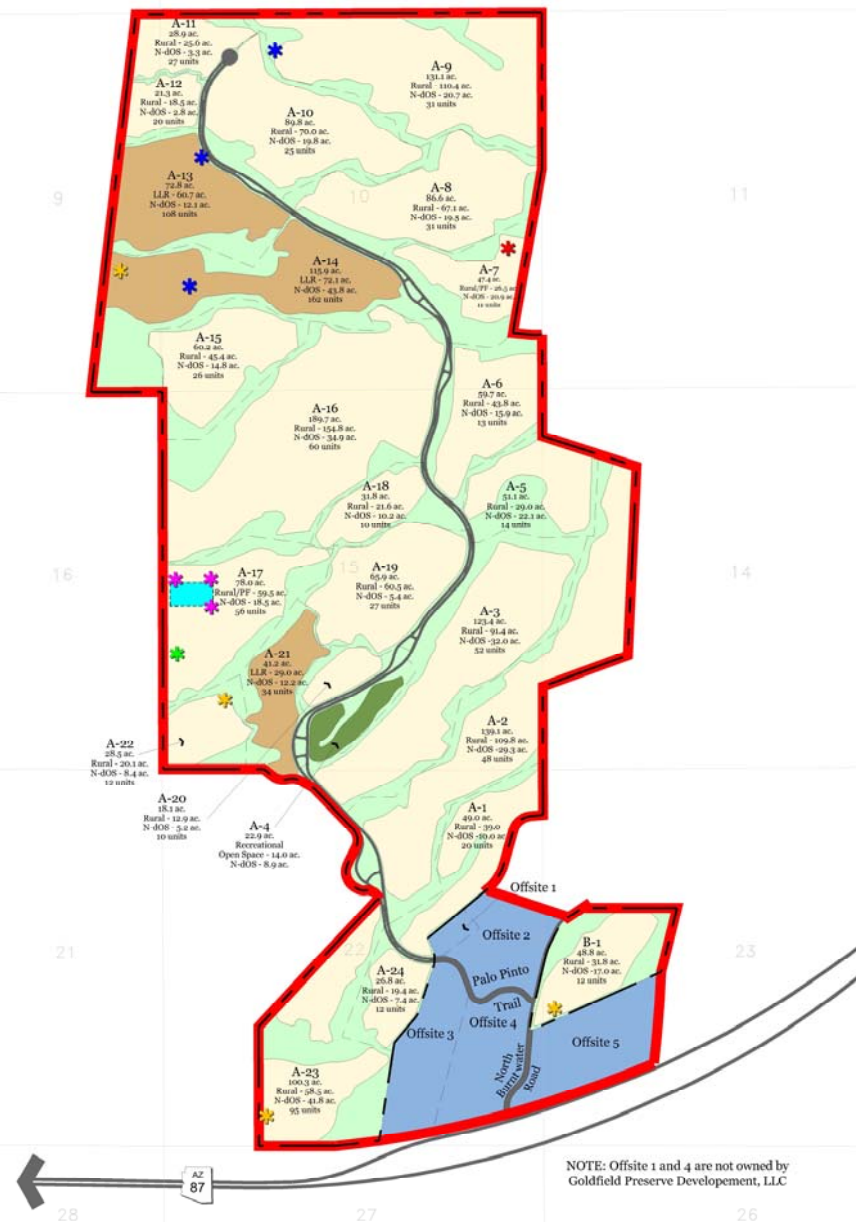 A-11
28.9 ac.
Rural - 25.6 ac.
N-dOS - 3.3 ac.
27 units
A-12
21.3 ac.
Rural - 18.5 ac.
N-dOS - 2.8 ac.
20 units
A-9
131.1 ac.
Rural - 110.4 ac.
N-dOS - 20.7 ac.
31 units
A-10
89.8 ac.
Rural - 70.0 ac.
N-dOS - 19.8 ac.
25 units
9
A-13
72.8 ac.
LLR - 60.7 ac.
N-dOS - 12.1 ac.
108 units
10
A-8
86.6 ac.
Rural - 67.1 ac.
N-dOS - 19.5 ac.
31 units
11
A-14
115.9 ac.
LLR - 72.1 ac.
N-dOS - 43.8 ac.
162 units
A-7
47.4 ac.
Rural/PF - 26.5 ac
N-dOS - 20.9 ac
11 units
A-15
60.2 ac.
Rural - 45.4 ac.
N-dOS - 14.8 ac.
26 units
A-6
59.7 ac.
Rural - 43.8 ac.
N-dOS - 15.9 ac.
13 units
A-16
189.7 ac.
Rural - 154.8 ac.
N-dOS - 34.9 ac.
60 units
A-18
31.8 ac.
Rural - 21.6 ac.
N-dOS - 10.2 ac.
10 units
A-5
51.1 ac.
Rural - 29.0 ac.
N-dOS - 22.1 ac.
14 units
16
A-17
78.0 ac.
Rural/PF - 59.5 ac.
N-dOS - 18.5 ac.
56 units
15
A-19
65.9 ac.
Rural - 60.5 ac.
N-dOS - 5.4 ac.
27 units
14
A-3
123.4 ac.
Rural - 91.4 ac.
N-dOS -32.0 ac.
52 units
A-21
41.2 ac.
LLR - 29.0 ac.
N-dOS - 12.2 ac.
34 units
A-2
139.1 ac.
Rural - 109.8 ac.
N-dOS -29.3 ac.
48 units
A-22
28.5 ac.
Rural - 20.1 ac.
N-dOS - 8.4 ac.
12 units
A-20
18.1 ac.
Rural - 12.9 ac.
N-dOS - 5.2 ac.
10 units
A-4
22.9 ac.
Recreational
Open Space - 14.0 ac.
N-dOS - 8.9 ac.
A-1
49.0 ac.
Rural - 39.0
N-dOS -10.0 ac.
20 units
Offsite 1
Offsite 2
21
22
23
B-1
48.8 ac.
Rural - 31.8 ac.
N-dOS -17.0 ac.
12 units
A-24
26.8 ac.
Rural - 19.4 ac.
N-dOS - 7.4 ac.
12 units
Palo Pinto
Trail
Offsite 3
Offsite 4
Offsite 5
North
Burntwater
Road
A-23
100.3 ac.
Rural - 58.5 ac.
N-dOS - 41.8 ac.
95 units
AZ
87
NOTE: Offsite 1 and 4 are not owned by
Goldfield Preserve Developement, LLC
28
27
26